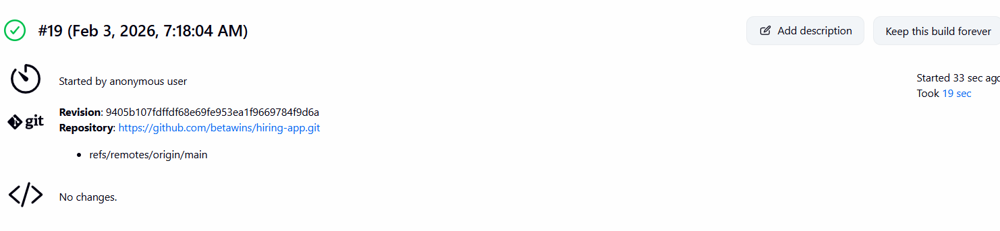 #19 (Feb 3, 2026, 7:18:04 AM)
Add description
Keep this build forever
Started by anonymous user
Started 33 sec ago
Took 19 sec
git
Revision: 9405b107fdffdf68e69fe953ea1f9669784f9d6a
Repository: https://github.com/betawins/hiring-app.git
refs/remotes/origin/main
No changes.